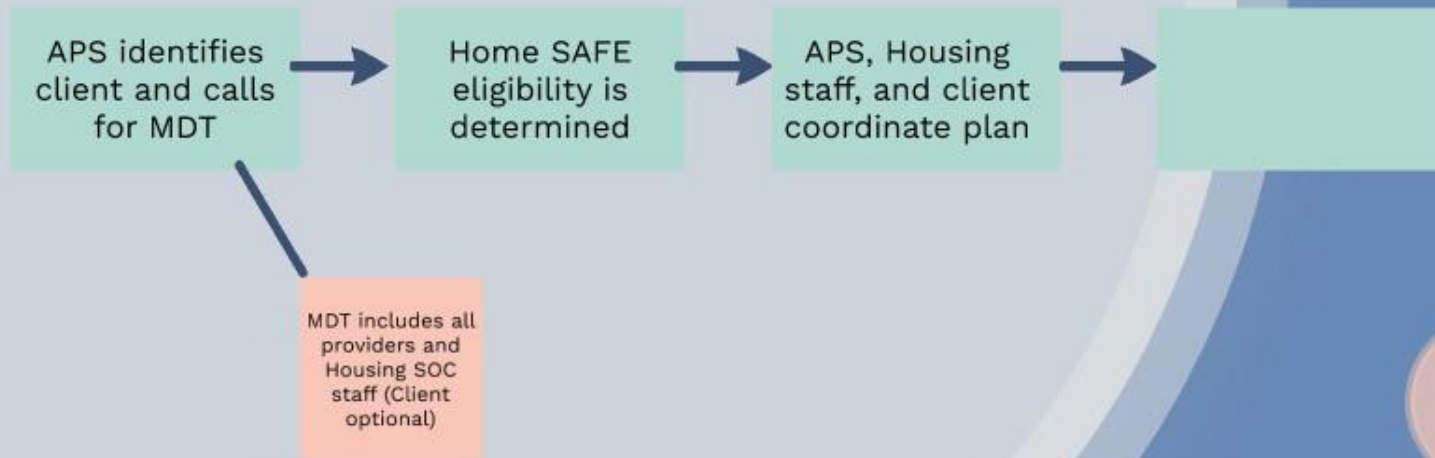 APS identifies
client and calls
for MDT
Home SAFE
eligibility is
determined
APS, Housing
staff, and client
coordinate plan
MDT includes all
providers and
Housing SOC
staff (Client
optional)